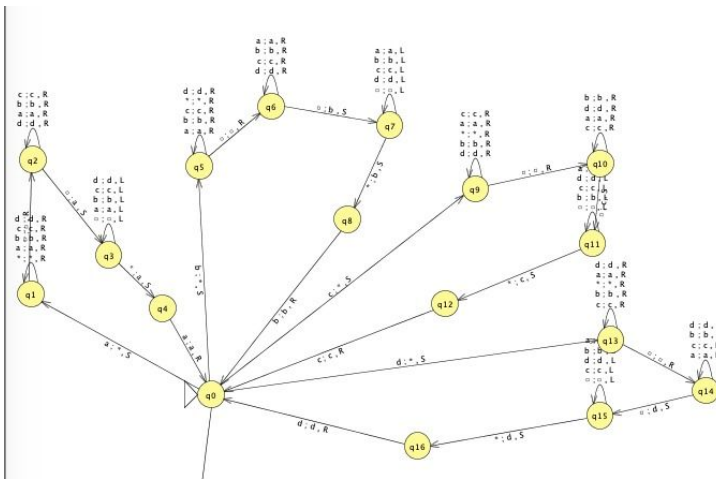 a ; a , R
b ; b , R
c ; c , R
d ; d , R
q6
a ; a , L
b ; b , L
c ; c , L
d ; d , L
□ ; □ , L
q7
□ ; b , S
c ; c , R
b ; b , R
a ; a , R
d ; d , R
q2
d ; d , R
* ; * , R
c ; c , R
b ; b , R
a ; a , R
q5
□ ; □ , R
c ; c , R
a ; a , R
* ; * , R
b ; b , R
d ; d , R
q9
□ ; □ , R
b ; b , R
d ; d , R
a ; a , R
c ; c , R
q10
□ ; a , S
d ; d , L
c ; c , L
b ; b , L
a ; a , L
□ ; □ , L
q3
* ; b , S
q8
q11
d ; d , R
c ; c , R
a ; a , R
* ; * , R
q1
* ; a , S
q4
a ; a , R
b ; * , S
b ; b , R
c ; * , S
* ; c , S
q12
c ; c , R
d ; d , R
a ; a , R
* ; * , R
b ; b , R
c ; c , R
q13
a ; * , S
q0
d ; * , S
□ ; □ , R
q14
□ ; d , S
c ; c , L
□ ; □ , L
q15
* ; d , S
q16
d ; d , R